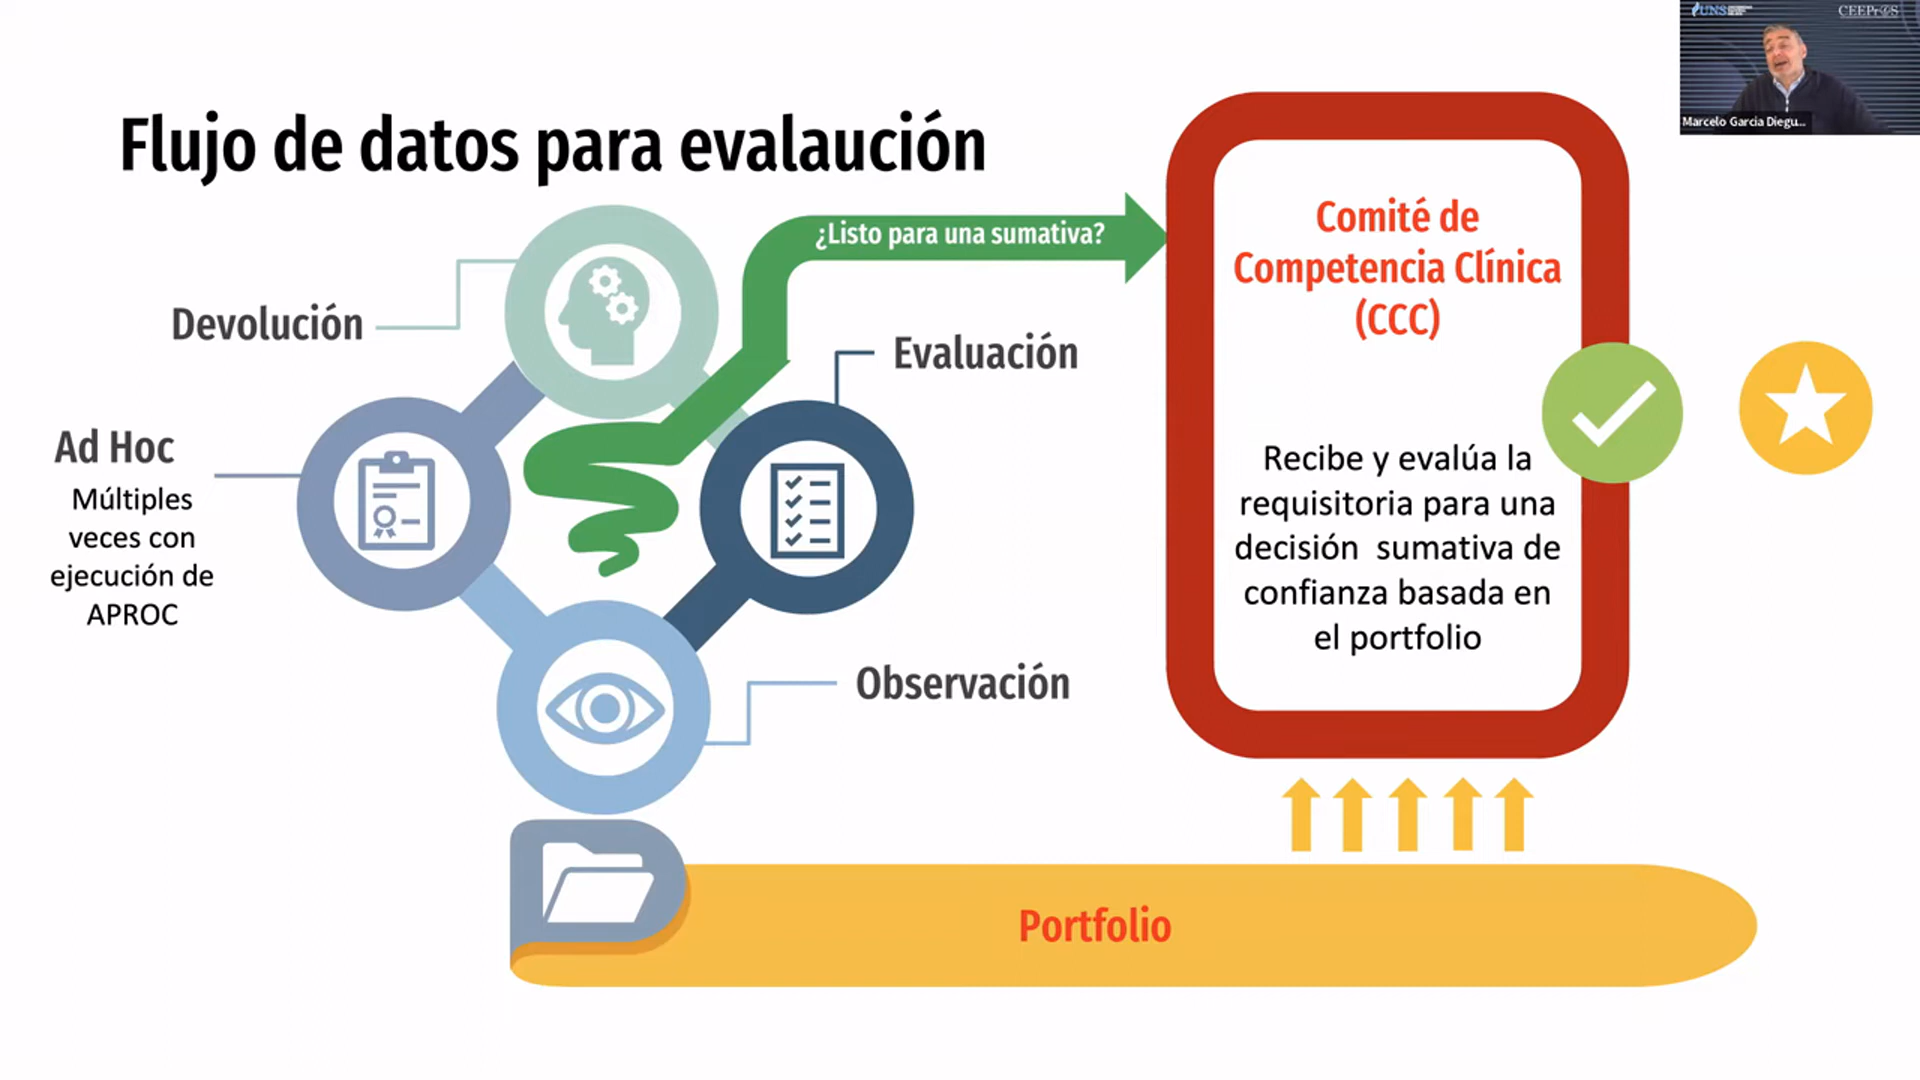 UNS
CEEPr@S
Marcelo Garcia Diegu...
Flujo de datos para evalaución
¿Listo para una sumativa?
Devolución
Evaluación
Ad Hoc
Múltiples
veces con
ejecución de
APROC
Observación
Comité de
Competencia Clínica
(CCC)
Recibe y evalúa la
requisitoria para una
decisión sumativa de
confianza basada en
el portfolio
Portfolio